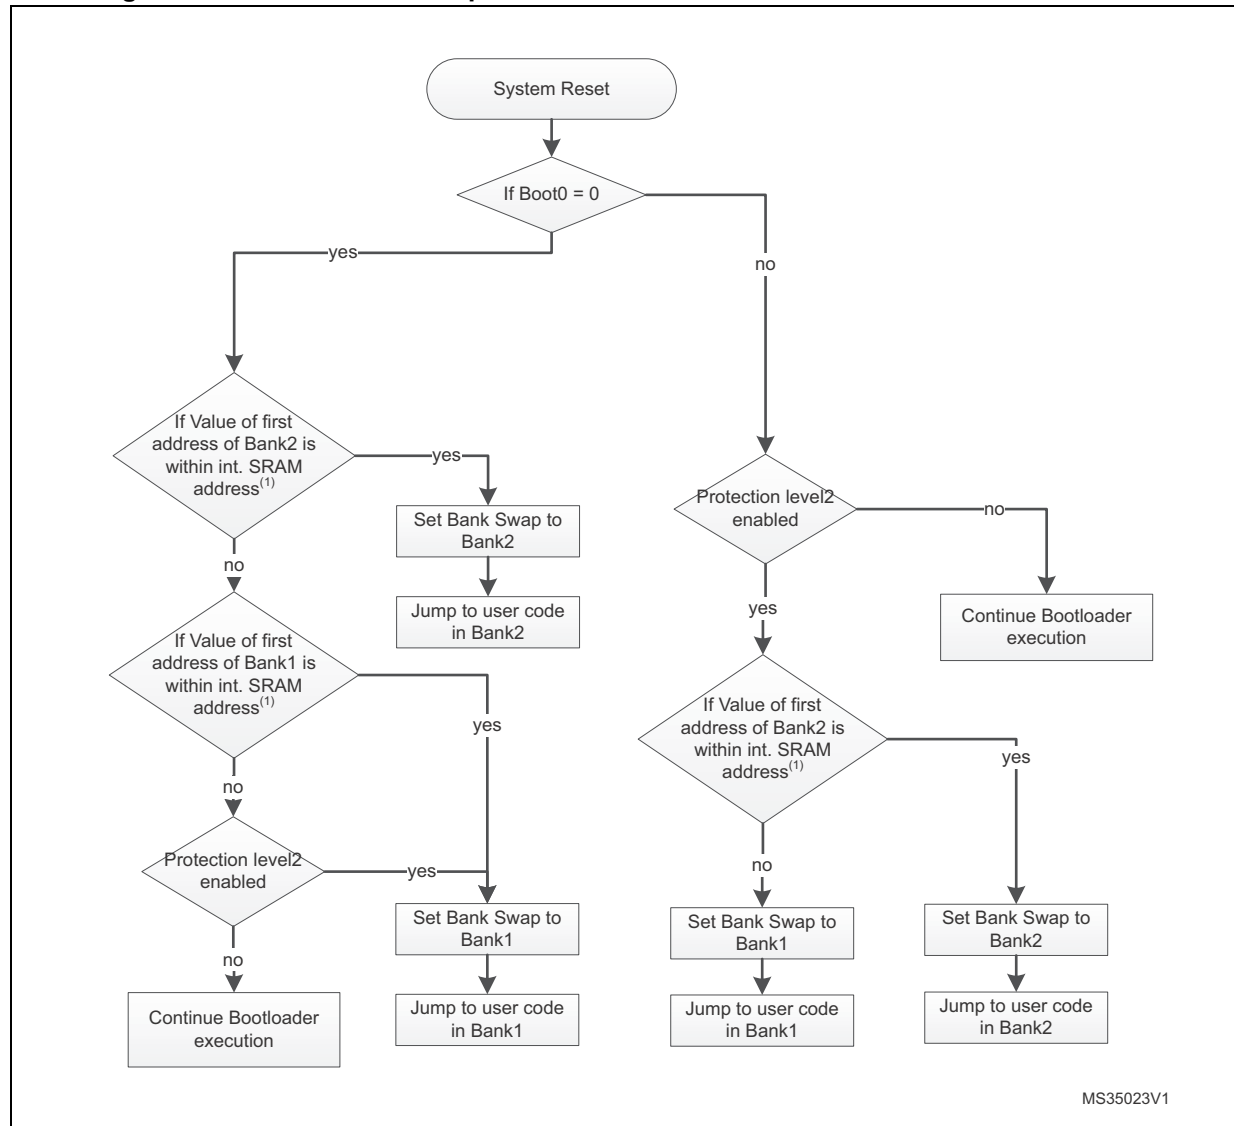 System Reset
If Boot0 = 0
yes
no
If Value of first
address of Bank2 is
within int. SRAM
address(1)
yes
Set Bank Swap to
Bank2
Jump to user code
in Bank2
no
If Value of first
address of Bank1 is
within int. SRAM
address(1)
yes
no
Protection level2
enabled
yes
Set Bank Swap to
Bank1
Jump to user code
in Bank1
no
Continue Bootloader
execution
Protection level2
enabled
no
Continue Bootloader
execution
yes
If Value of first
address of Bank2 is
within int. SRAM
address(1)
yes
no
Set Bank Swap to
Bank1
Jump to user code
in Bank1
Set Bank Swap to
Bank2
Jump to user code
in Bank2
MS35023V1